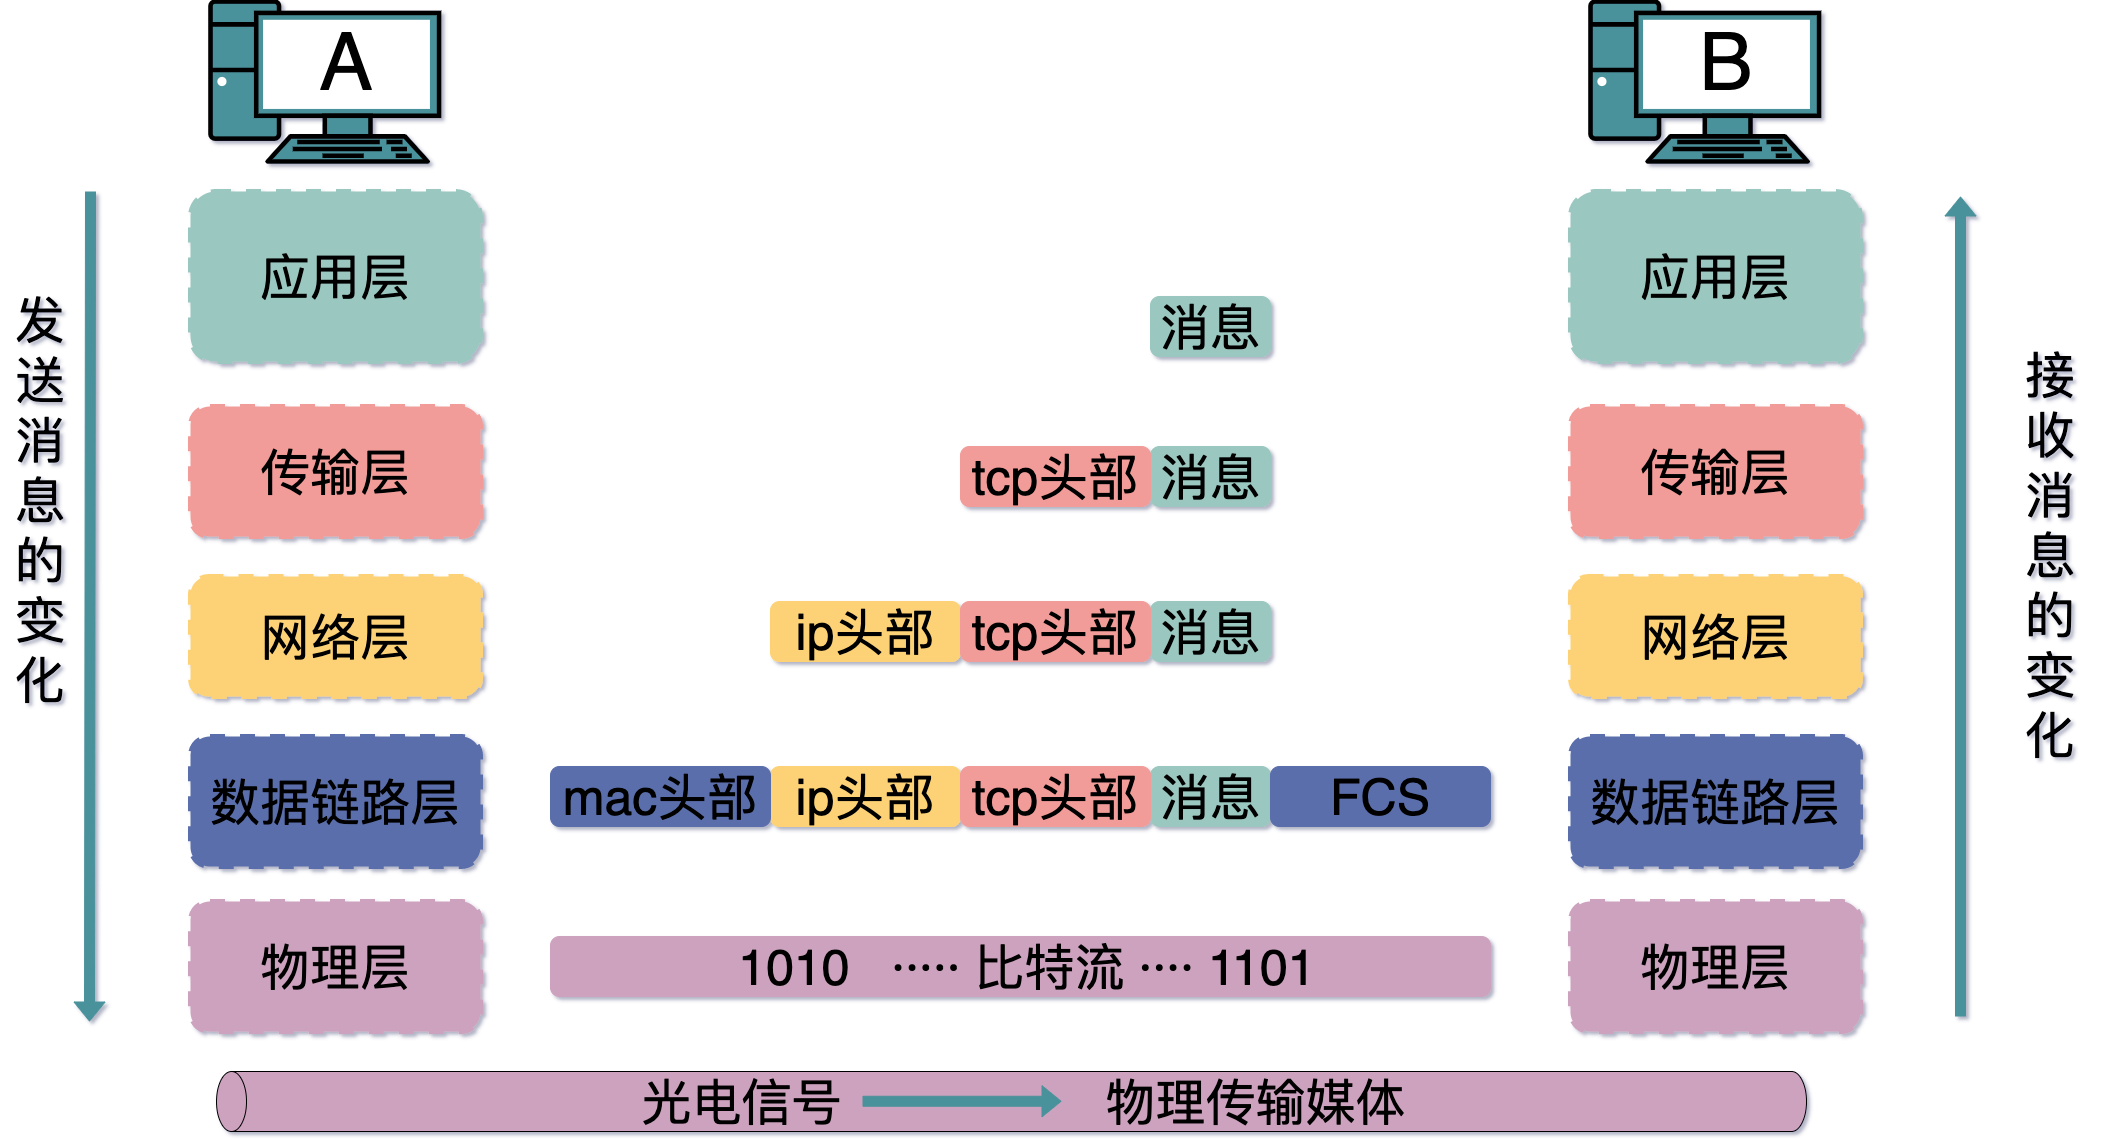 A
B
发送消息的变化
接收消息的变化
应用层
消息
应用层
传输层
tcp头部 消息
传输层
网络层
ip头部 tcp头部 消息
网络层
数据链路层
mac头部 ip头部 tcp头部 消息 FCS
数据链路层
物理层
1010 ····· 比特流 ···· 1101
物理层
光电信号 物理传输媒体